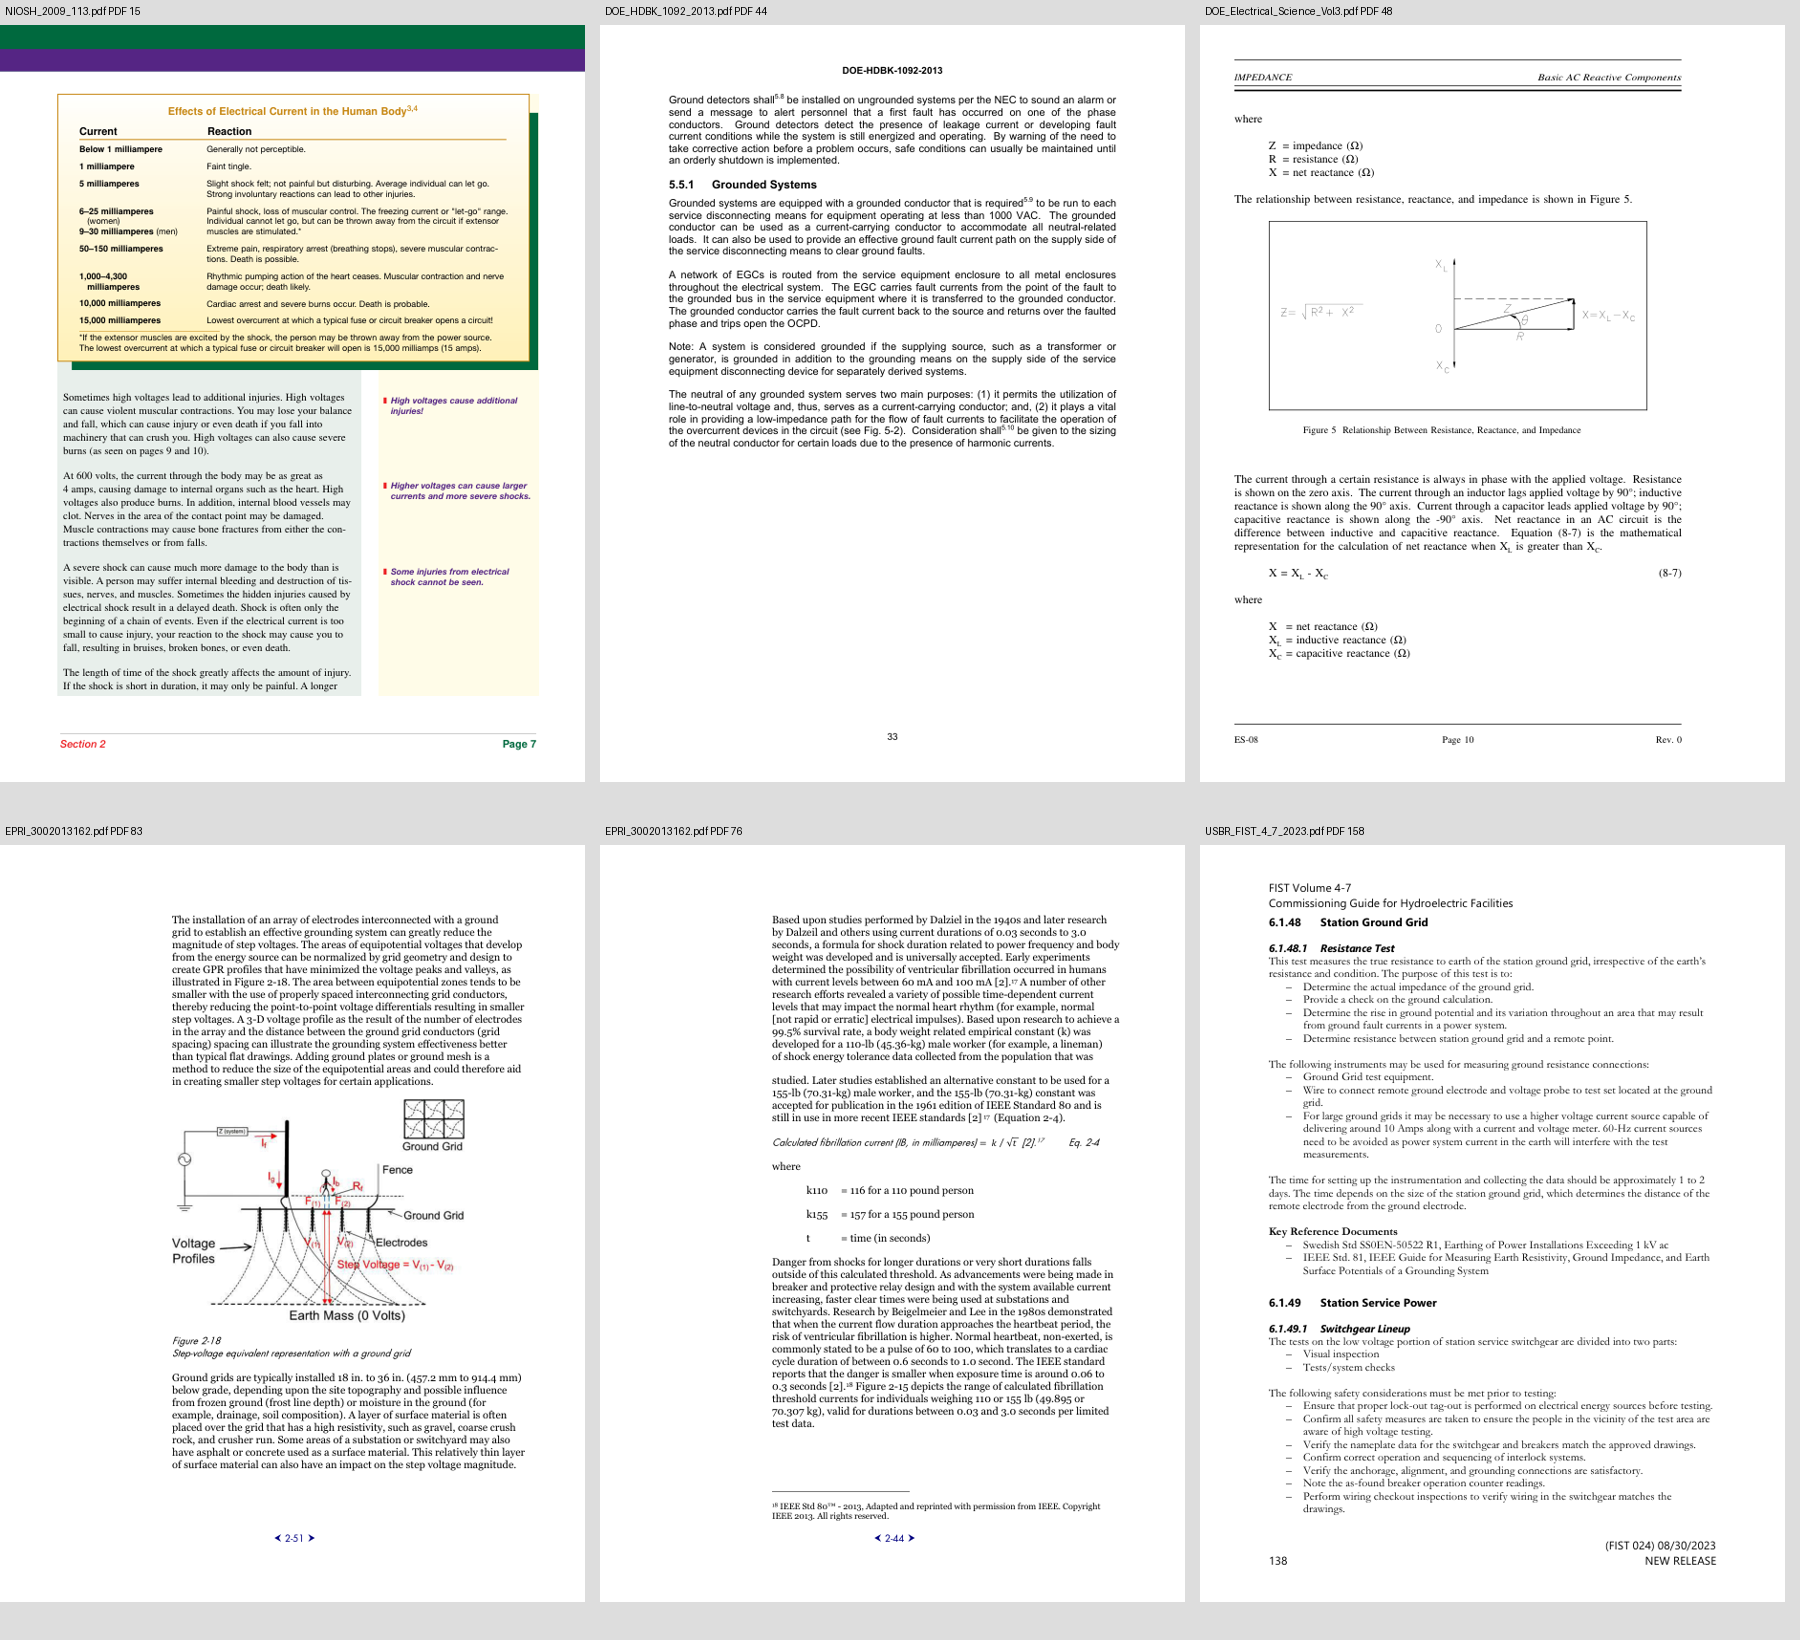 NIOSH_2009_113.pdf PDF 15
Effects of Electrical Current in the Human Body3,4
Current Reaction
Below 1 milliampere Generally not perceptible.
1 milliampere Faint tingle.
5 milliamperes Slight shock felt; not painful but disturbing. Average individual can let go.
Strong involuntary reactions can lead to other injuries.
6–25 milliamperes Painful shock, loss of muscular control. The freezing current or "let-go" range.
(women) Individual cannot let go, but can be thrown away from the circuit if extensor
9–30 milliamperes (men) muscles are stimulated.*
50–150 milliamperes Extreme pain, respiratory arrest (breathing stops), severe muscular contrac-
tions. Death is possible.
1,000–4,300 Rhythmic pumping action of the heart ceases. Muscular contraction and nerve
milliamperes damage occur; death likely.
10,000 milliamperes Cardiac arrest and severe burns occur. Death is probable.
15,000 milliamperes Lowest overcurrent at which a typical fuse or circuit breaker opens a circuit!
*If the extensor muscles are excited by the shock, the person may be thrown away from the power source.
The lowest overcurrent at which a typical fuse or circuit breaker will open is 15,000 milliamps (15 amps).
Sometimes high voltages lead to additional injuries. High voltages
can cause violent muscular contractions. You may lose your balance
and fall, which can cause injury or even death if you fall into
machinery that can crush you. High voltages can also cause severe
burns (as seen on pages 9 and 10).
At 600 volts, the current through the body may be as great as
4 amps, causing damage to internal organs such as the heart. High
voltages also produce burns. In addition, internal blood vessels may
clot. Nerves in the area of the contact point may be damaged.
Muscle contractions may cause bone fractures from either the con-
tractions themselves or from falls.
A severe shock can cause much more damage to the body than is
visible. A person may suffer internal bleeding and destruction of tis-
sues, nerves, and muscles. Sometimes the hidden injuries caused by
electrical shock result in a delayed death. Shock is often only the
beginning of a chain of events. Even if the electrical current is too
small to cause injury, your reaction to the shock may cause you to
fall, resulting in bruises, broken bones, or even death.
The length of time of the shock greatly affects the amount of injury.
If the shock is short in duration, it may only be painful. A longer
High voltages cause additional
injuries!
Higher voltages can cause larger
currents and more severe shocks.
Some injuries from electrical
shock cannot be seen.
Section 2 Page 7
DOE_HDBK_1092_2013.pdf PDF 44
DOE-HDBK-1092-2013
Ground detectors shall5.8 be installed on ungrounded systems per the NEC to sound an alarm or
send a message to alert personnel that a first fault has occurred on one of the phase
conductors. Ground detectors detect the presence of leakage current or developing fault
current conditions while the system is still energized and operating. By warning of the need to
take corrective action before a problem occurs, safe conditions can usually be maintained until
an orderly shutdown is implemented.
5.5.1 Grounded Systems
Grounded systems are equipped with a grounded conductor that is required5.9 to be run to each
service disconnecting means for equipment operating at less than 1000 VAC. The grounded
conductor can be used as a current-carrying conductor to accommodate all neutral-related
loads. It can also be used to provide an effective ground fault current path on the supply side of
the service disconnecting means to clear ground faults.
A network of EGCs is routed from the service equipment enclosure to all metal enclosures
throughout the electrical system. The EGC carries fault currents from the point of the fault to
the grounded bus in the service equipment where it is transferred to the grounded conductor.
The grounded conductor carries the fault current back to the source and returns over the faulted
phase and trips open the OCPD.
Note: A system is considered grounded if the supplying source, such as a transformer or
generator, is grounded in addition to the grounding means on the supply side of the service
equipment disconnecting device for separately derived systems.
The neutral of any grounded system serves two main purposes: (1) it permits the utilization of
line-to-neutral voltage and, thus, serves as a current-carrying conductor; and, (2) it plays a vital
role in providing a low-impedance path for the flow of fault currents to facilitate the operation of
the overcurrent devices in the circuit (see Fig. 5-2). Consideration shall5.10 be given to the sizing
of the neutral conductor for certain loads due to the presence of harmonic currents.
33
DOE_Electrical_Science_Vol3.pdf PDF 48
IMPEDANCE Basic AC Reactive Components
where
Z = impedance (Ω)
R = resistance (Ω)
X = net reactance (Ω)
The relationship between resistance, reactance, and impedance is shown in Figure 5.
XL
Z= √R² + X²
Z
θ
X=XL−XC
0
R
XC
Figure 5 Relationship Between Resistance, Reactance, and Impedance
The current through a certain resistance is always in phase with the applied voltage. Resistance
is shown on the zero axis. The current through an inductor lags applied voltage by 90°; inductive
reactance is shown along the 90° axis. Current through a capacitor leads applied voltage by 90°;
capacitive reactance is shown along the -90° axis. Net reactance in an AC circuit is the
difference between inductive and capacitive reactance. Equation (8-7) is the mathematical
representation for the calculation of net reactance when XL is greater than XC.
X = XL - XC (8-7)
where
X = net reactance (Ω)
XL = inductive reactance (Ω)
XC = capacitive reactance (Ω)
ES-08 Page 10 Rev. 0
EPRI_3002013162.pdf PDF 83
The installation of an array of electrodes interconnected with a ground
grid to establish an effective grounding system can greatly reduce the
magnitude of step voltages. The areas of equipotential voltages that develop
from the energy source can be normalized by grid geometry and design to
create GPR profiles that have minimized the voltage peaks and valleys, as
illustrated in Figure 2-18. The area between equipotential zones tends to be
smaller with the use of properly spaced interconnecting grid conductors,
thereby reducing the point-to-point voltage differentials resulting in smaller
step voltages. A 3-D voltage profile as the result of the number of electrodes
in the array and the distance between the ground grid conductors (grid
spacing) spacing can illustrate the grounding system effectiveness better
than typical flat drawings. Adding ground plates or ground mesh is a
method to reduce the size of the equipotential areas and could therefore aid
in creating smaller step voltages for certain applications.
Z (system)
If
Ground Grid
Ig
Ib
Rf
Fence
F(1) F(2)
Ground Grid
Voltage
Profiles
V(1) V(2)
Electrodes
Step Voltage = V(1) - V(2)
Earth Mass (0 Volts)
Figure 2-18
Step-voltage equivalent representation with a ground grid
Ground grids are typically installed 18 in. to 36 in. (457.2 mm to 914.4 mm)
below grade, depending upon the site topography and possible influence
from frozen ground (frost line depth) or moisture in the ground (for
example, drainage, soil composition). A layer of surface material is often
placed over the grid that has a high resistivity, such as gravel, coarse crush
rock, and crusher run. Some areas of a substation or switchyard may also
have asphalt or concrete used as a surface material. This relatively thin layer
of surface material can also have an impact on the step voltage magnitude.
2-51
EPRI_3002013162.pdf PDF 76
Based upon studies performed by Dalziel in the 1940s and later research
by Dalzeil and others using current durations of 0.03 seconds to 3.0
seconds, a formula for shock duration related to power frequency and body
weight was developed and is universally accepted. Early experiments
determined the possibility of ventricular fibrillation occurred in humans
with current levels between 60 mA and 100 mA [2].17 A number of other
research efforts revealed a variety of possible time-dependent current
levels that may impact the normal heart rhythm (for example, normal
[not rapid or erratic] electrical impulses). Based upon research to achieve a
99.5% survival rate, a body weight related empirical constant (k) was
developed for a 110-lb (45.36-kg) male worker (for example, a lineman)
of shock energy tolerance data collected from the population that was
studied. Later studies established an alternative constant to be used for a
155-lb (70.31-kg) male worker, and the 155-lb (70.31-kg) constant was
accepted for publication in the 1961 edition of IEEE Standard 80 and is
still in use in more recent IEEE standards [2]17 (Equation 2-4).
Calculated fibrillation current (IB, in milliamperes) = k / √t [2].17 Eq. 2-4
where
k110 = 116 for a 110 pound person
k155 = 157 for a 155 pound person
t = time (in seconds)
Danger from shocks for longer durations or very short durations falls
outside of this calculated threshold. As advancements were being made in
breaker and protective relay design and with the system available current
increasing, faster clear times were being used at substations and
switchyards. Research by Beigelmeier and Lee in the 1980s demonstrated
that when the current flow duration approaches the heartbeat period, the
risk of ventricular fibrillation is higher. Normal heartbeat, non-exerted, is
commonly stated to be a pulse of 60 to 100, which translates to a cardiac
cycle duration of between 0.6 seconds to 1.0 second. The IEEE standard
reports that the danger is smaller when exposure time is around 0.06 to
0.3 seconds [2].18 Figure 2-15 depicts the range of calculated fibrillation
threshold currents for individuals weighing 110 or 155 lb (49.895 or
70.307 kg), valid for durations between 0.03 and 3.0 seconds per limited
test data.
18 IEEE Std 80™ - 2013, Adapted and reprinted with permission from IEEE. Copyright
IEEE 2013. All rights reserved.
2-44
USBR_FIST_4_7_2023.pdf PDF 158
FIST Volume 4-7
Commissioning Guide for Hydroelectric Facilities
6.1.48 Station Ground Grid
6.1.48.1 Resistance Test
This test measures the true resistance to earth of the station ground grid, irrespective of the earth's
resistance and condition. The purpose of this test is to:
– Determine the actual impedance of the ground grid.
– Provide a check on the ground calculation.
– Determine the rise in ground potential and its variation throughout an area that may result
from ground fault currents in a power system.
– Determine resistance between station ground grid and a remote point.
The following instruments may be used for measuring ground resistance connections:
– Ground Grid test equipment.
– Wire to connect remote ground electrode and voltage probe to test set located at the ground
grid.
– For large ground grids it may be necessary to use a higher voltage current source capable of
delivering around 10 Amps along with a current and voltage meter. 60-Hz current sources
need to be avoided as power system current in the earth will interfere with the test
measurements.
The time for setting up the instrumentation and collecting the data should be approximately 1 to 2
days. The time depends on the size of the station ground grid, which determines the distance of the
remote electrode from the ground electrode.
Key Reference Documents
– Swedish Std SS0EN-50522 R1, Earthing of Power Installations Exceeding 1 kV ac
– IEEE Std. 81, IEEE Guide for Measuring Earth Resistivity, Ground Impedance, and Earth
Surface Potentials of a Grounding System
6.1.49 Station Service Power
6.1.49.1 Switchgear Lineup
The tests on the low voltage portion of station service switchgear are divided into two parts:
– Visual inspection
– Tests/system checks
The following safety considerations must be met prior to testing:
– Ensure that proper lock-out tag-out is performed on electrical energy sources before testing.
– Confirm all safety measures are taken to ensure the people in the vicinity of the test area are
aware of high voltage testing.
– Verify the nameplate data for the switchgear and breakers match the approved drawings.
– Confirm correct operation and sequencing of interlock systems.
– Verify the anchorage, alignment, and grounding connections are satisfactory.
– Note the as-found breaker operation counter readings.
– Perform wiring checkout inspections to verify wiring in the switchgear matches the
drawings.
(FIST 024) 08/30/2023
138 NEW RELEASE